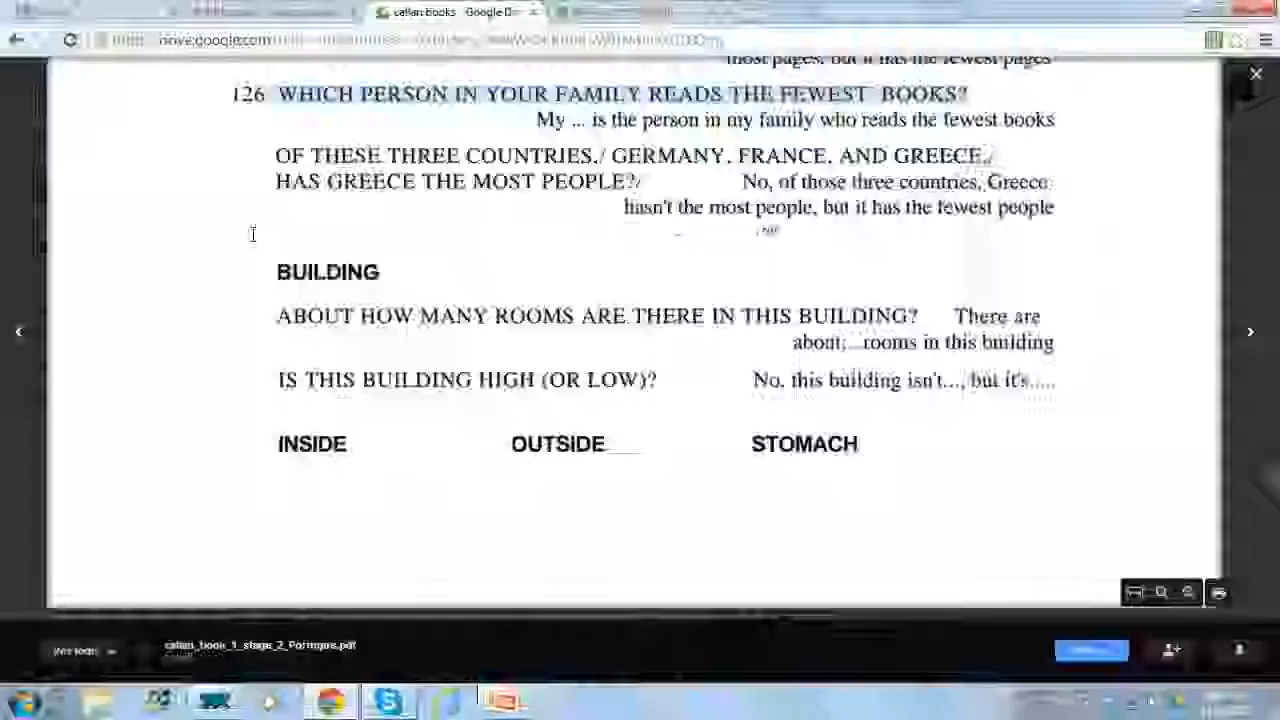 callan books - Google D
most pages, but it has the fewest pages
126 WHICH PERSON IN YOUR FAMILY READS THE FEWEST BOOKS?
My ... is the person in my family who reads the fewest books
OF THESE THREE COUNTRIES,/ GERMANY, FRANCE, AND GREECE,/
HAS GREECE THE MOST PEOPLE?/ No, of those three countries, Greece
hasn't the most people, but it has the fewest people
BUILDING
ABOUT HOW MANY ROOMS ARE THERE IN THIS BUILDING? There are
about ... rooms in this building
IS THIS BUILDING HIGH (OR LOW)? No, this building isn't..., but it's.....
INSIDE OUTSIDE STOMACH